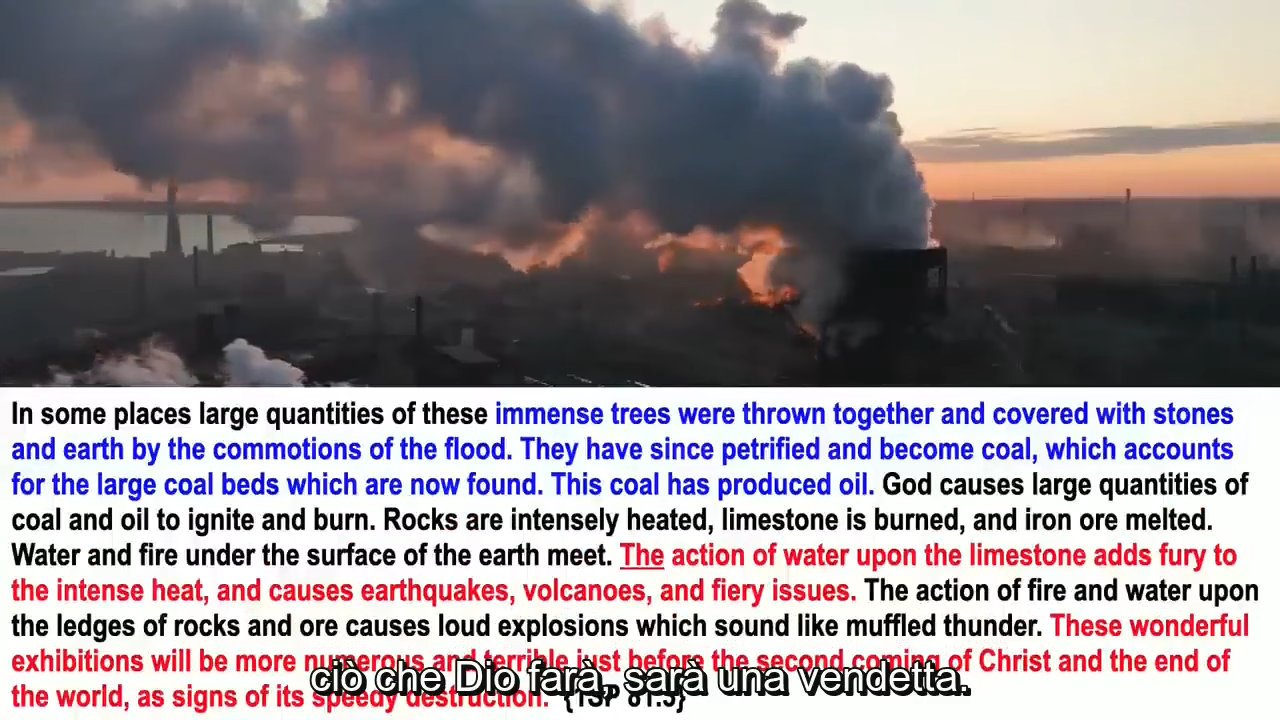 In some places large quantities of these immense trees were thrown together and covered with stones
and earth by the commotions of the flood. They have since petrified and become coal, which accounts
for the large coal beds which are now found. This coal has produced oil. God causes large quantities of
coal and oil to ignite and burn. Rocks are intensely heated, limestone is burned, and iron ore melted.
Water and fire under the surface of the earth meet. The action of water upon the limestone adds fury to
the intense heat, and causes earthquakes, volcanoes, and fiery issues. The action of fire and water upon
the ledges of rocks and ore causes loud explosions which sound like muffled thunder. These wonderful
exhibitions will be more numerous and terrible just before the second coming of Christ and the end of
the world, as signs of its speedy destruction. {1SP 81.3}
ciò che Dio farà, sarà una vendetta.